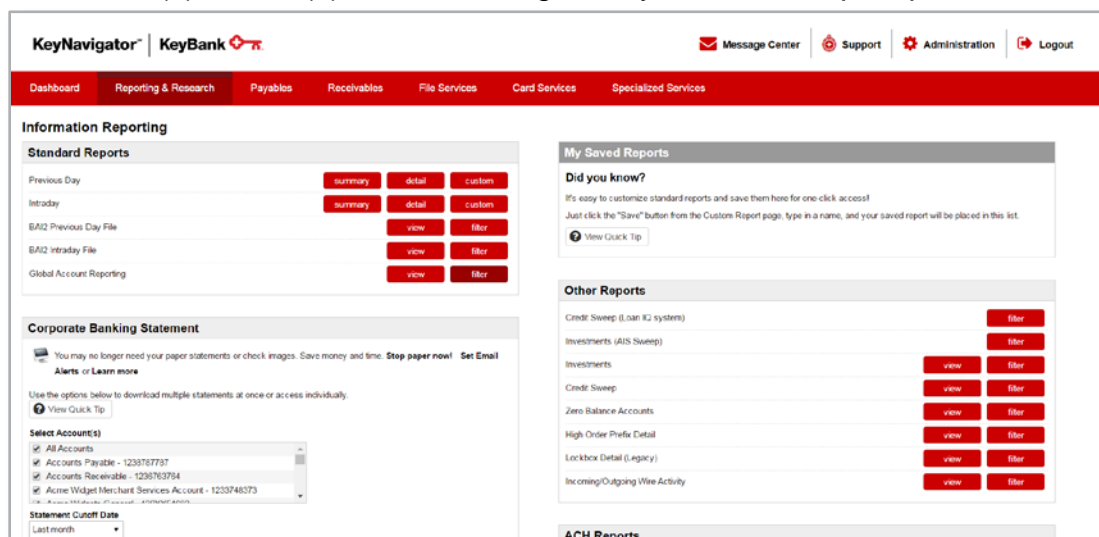 KeyNavigator™ KeyBank
Message Center
Support
Administration
Logout
Dashboard
Reporting & Research
Payables
Receivables
File Services
Card Services
Specialized Services
Information Reporting
Standard Reports
Previous Day summary detail custom
Intraday summary detail custom
BAI2 Previous Day File view filter
BAI2 Intraday File view filter
Global Account Reporting view filter
Corporate Banking Statement
You may no longer need your paper statements or check images. Save money and time. Stop paper now! Set Email
Alerts or Learn more
Use the options below to download multiple statements at once or access individually.
View Quick Tip
Select Account(s)
All Accounts
Accounts Payable - 1238767787
Accounts Receivable - 1236763764
Acme Widget Merchant Services Account - 1233748373
Statement Cutoff Date
Last month
My Saved Reports
Did you know?
It's easy to customize standard reports and save them here for one-click access!
Just click the "Save" button from the Custom Report page, type in a name, and your saved report will be placed in this list.
View Quick Tip
Other Reports
Credit Sweep (Loan IQ system) filter
Investments (AIS Sweep) filter
Investments view filter
Credit Sweep view filter
Zero Balance Accounts view filter
High Order Prefix Detail view filter
Lockbox Detail (Legacy) view filter
Incoming/Outgoing Wire Activity view filter
ACH Reports